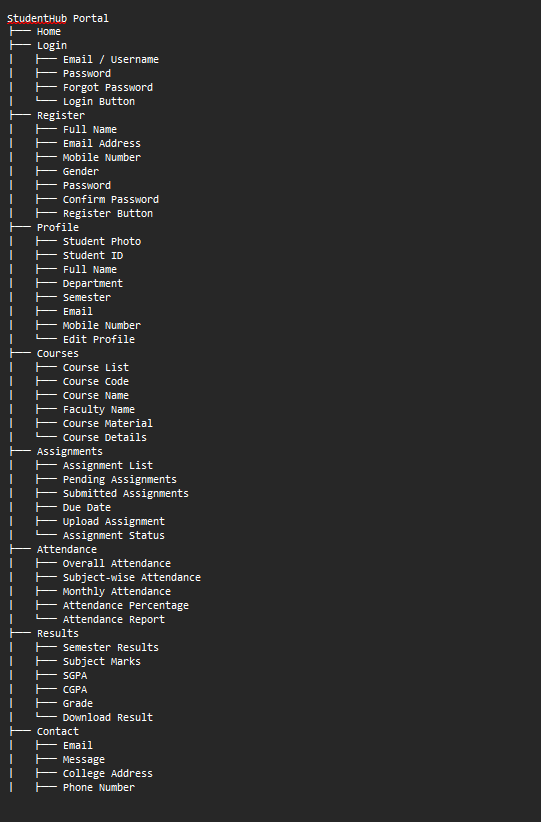 StudentHub Portal
├── Home
├── Login
│   ├── Email / Username
│   ├── Password
│   ├── Forgot Password
│   └── Login Button
├── Register
│   ├── Full Name
│   ├── Email Address
│   ├── Mobile Number
│   ├── Gender
│   ├── Password
│   ├── Confirm Password
│   ├── Register Button
├── Profile
│   ├── Student Photo
│   ├── Student ID
│   ├── Full Name
│   ├── Department
│   ├── Semester
│   ├── Email
│   ├── Mobile Number
│   └── Edit Profile
├── Courses
│   ├── Course List
│   ├── Course Code
│   ├── Course Name
│   ├── Faculty Name
│   ├── Course Material
│   └── Course Details
├── Assignments
│   ├── Assignment List
│   ├── Pending Assignments
│   ├── Submitted Assignments
│   ├── Due Date
│   ├── Upload Assignment
│   └── Assignment Status
├── Attendance
│   ├── Overall Attendance
│   ├── Subject-wise Attendance
│   ├── Monthly Attendance
│   ├── Attendance Percentage
│   └── Attendance Report
├── Results
│   ├── Semester Results
│   ├── Subject Marks
│   ├── SGPA
│   ├── CGPA
│   ├── Grade
│   └── Download Result
├── Contact
│   ├── Email
│   ├── Message
│   ├── College Address
│   ├── Phone Number